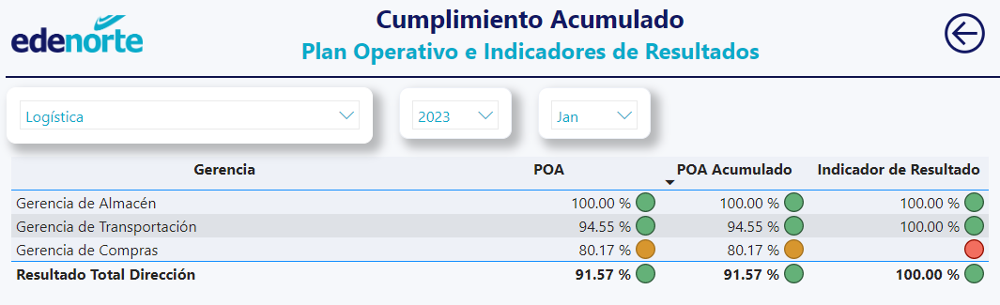 edenorte
Cumplimiento Acumulado
Plan Operativo e Indicadores de Resultados
Logística 2023 Jan
Gerencia POA POA Acumulado Indicador de Resultado
Gerencia de Almacén 100.00 % 100.00 % 100.00 %
Gerencia de Transportación 94.55 % 94.55 % 100.00 %
Gerencia de Compras 80.17 % 80.17 %
Resultado Total Dirección 91.57 % 91.57 % 100.00 %